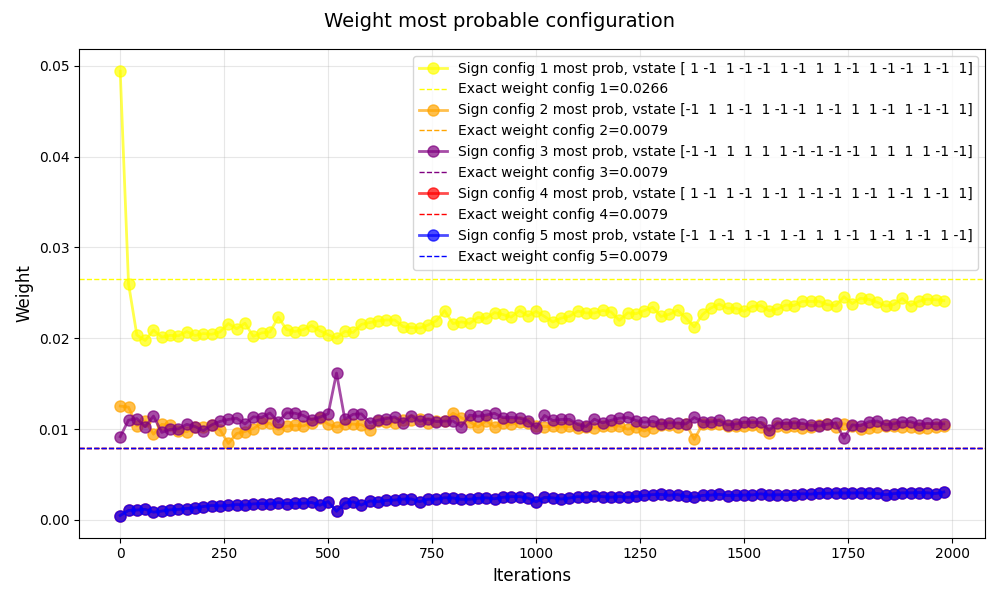 Weight most probable configuration
Sign config 1 most prob, vstate [ 1 -1  1 -1 -1  1 -1  1  1 -1  1 -1 -1  1 -1  1]
Exact weight config 1=0.0266
Sign config 2 most prob, vstate [-1  1  1 -1  1 -1 -1  1 -1  1  1 -1  1 -1 -1  1]
Exact weight config 2=0.0079
Sign config 3 most prob, vstate [-1 -1  1  1  1  1 -1 -1 -1 -1  1  1  1  1 -1 -1]
Exact weight config 3=0.0079
Sign config 4 most prob, vstate [ 1 -1  1 -1  1 -1  1 -1 -1  1 -1  1 -1  1 -1  1]
Exact weight config 4=0.0079
Sign config 5 most prob, vstate [-1  1 -1  1 -1  1 -1  1  1 -1  1 -1  1 -1  1 -1]
Exact weight config 5=0.0079
Weight
0.05
0.04
0.03
0.02
0.01
0.00
0
250
500
750
1000
1250
1500
1750
2000
Iterations